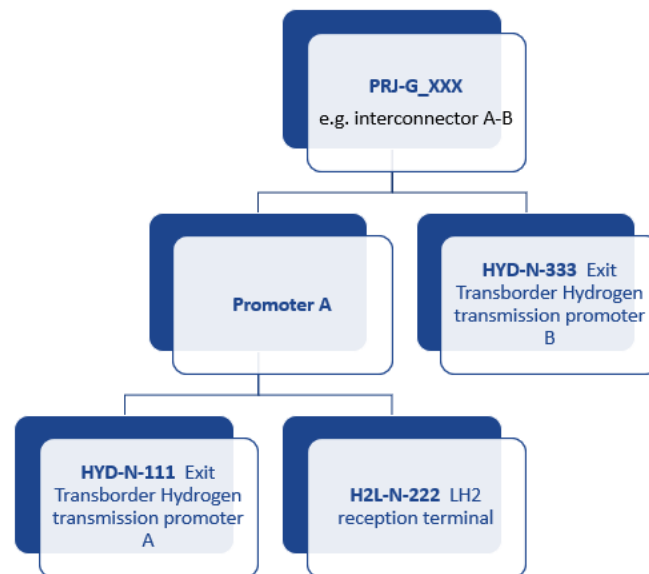 PRJ-G_XXX
e.g. interconnector A-B
Promoter A
HYD-N-333 Exit
Transborder Hydrogen
transmission promoter
B
HYD-N-111 Exit
Transborder Hydrogen
transmission promoter
A
H2L-N-222 LH2
reception terminal